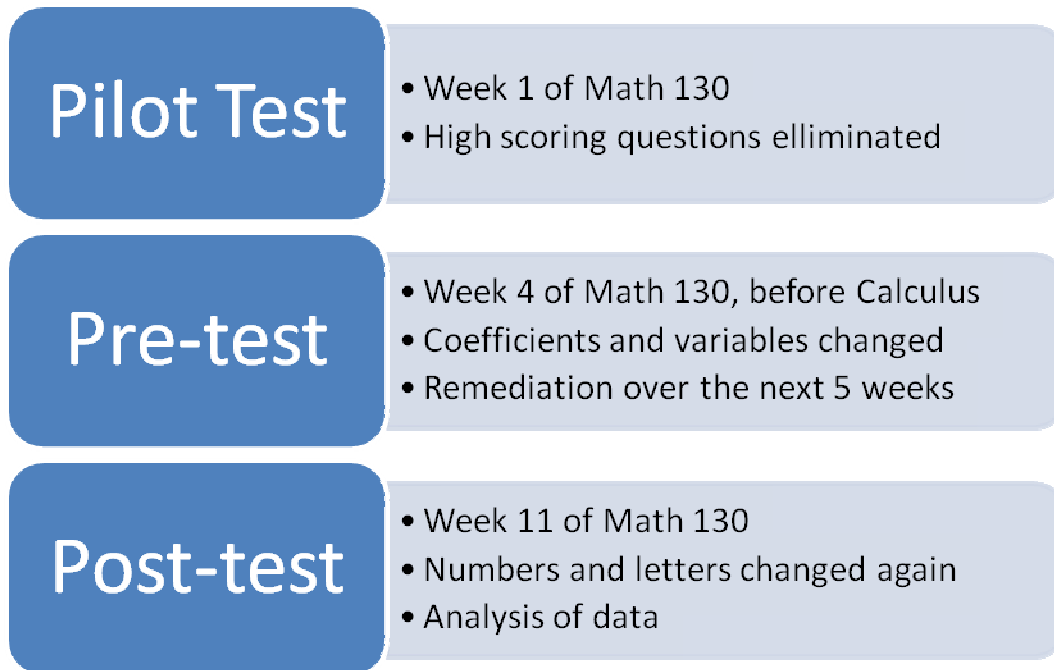 Pilot Test
• Week 1 of Math 130
• High scoring questions elliminated
Pre-test
• Week 4 of Math 130, before Calculus
• Coefficients and variables changed
• Remediation over the next 5 weeks
Post-test
• Week 11 of Math 130
• Numbers and letters changed again
• Analysis of data